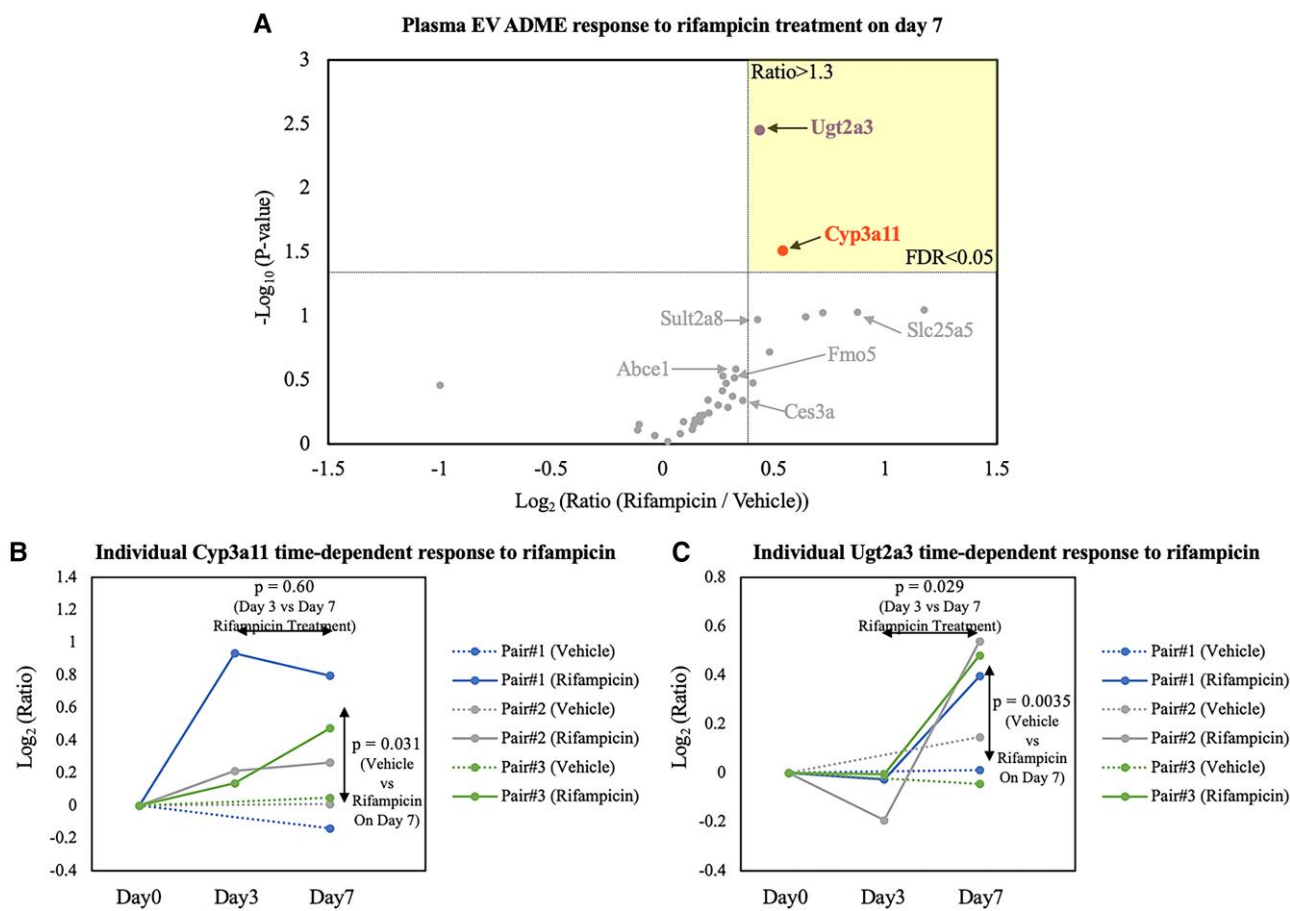 A
Plasma EV ADME response to rifampicin treatment on day 7
3
2.5
2
1.5
1
0.5
0
-Log10 (P-value)
Ratio>1.3
Ugt2a3
Cyp3a11
FDR<0.05
Sult2a8
Slc25a5
Abce1
Fmo5
Ces3a
-1.5 -1 -0.5 0 0.5 1 1.5
Log2 (Ratio (Rifampicin / Vehicle))
B
Individual Cyp3a11 time-dependent response to rifampicin
1.4
1.2
1
0.8
0.6
0.4
0.2
0
-0.2
-0.4
Log2 (Ratio)
p = 0.60
(Day 3 vs Day 7
Rifampicin Treatment)
p = 0.031
(Vehicle
vs
Rifampicin
On Day 7)
Day0 Day3 Day7
Pair#1 (Vehicle)
Pair#1 (Rifampicin)
Pair#2 (Vehicle)
Pair#2 (Rifampicin)
Pair#3 (Vehicle)
Pair#3 (Rifampicin)
C
Individual Ugt2a3 time-dependent response to rifampicin
0.8
0.6
0.4
0.2
0
-0.2
-0.4
Log2 (Ratio)
p = 0.029
(Day 3 vs Day 7
Rifampicin Treatment)
p = 0.0035
(Vehicle
vs
Rifampicin
On Day 7)
Day0 Day3 Day7
Pair#1 (Vehicle)
Pair#1 (Rifampicin)
Pair#2 (Vehicle)
Pair#2 (Rifampicin)
Pair#3 (Vehicle)
Pair#3 (Rifampicin)